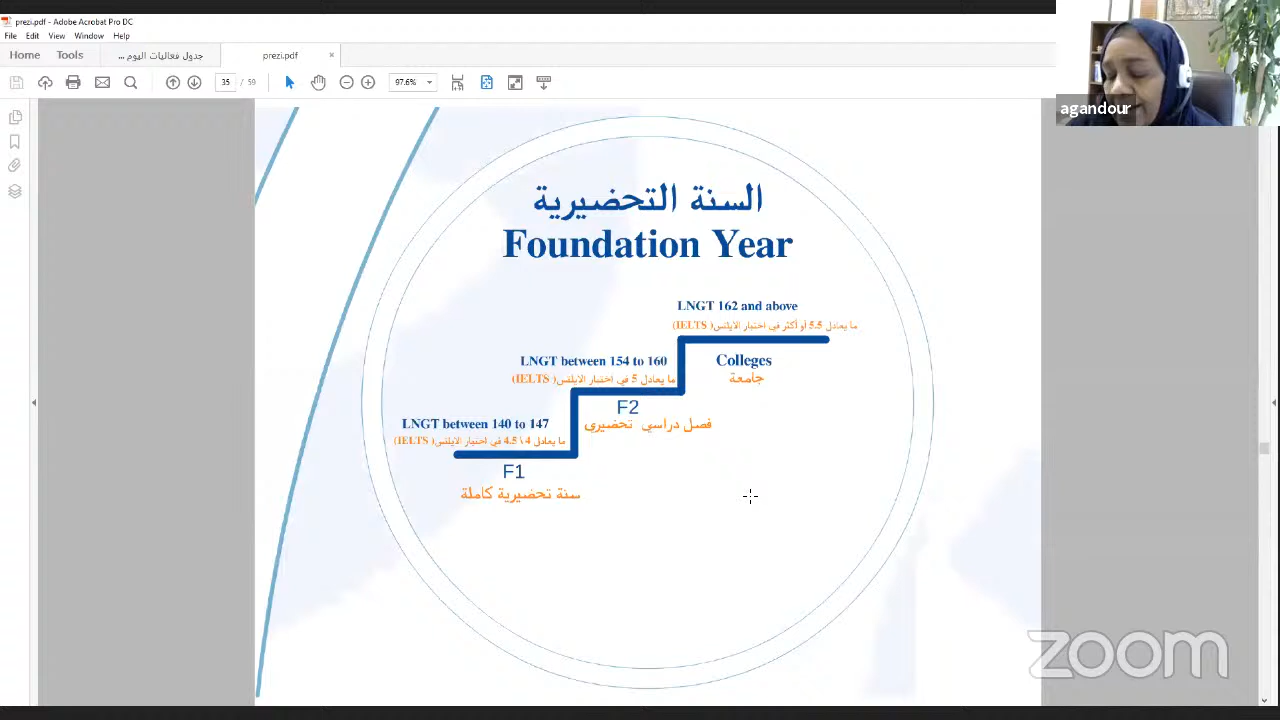 prezi.pdf - Adobe Acrobat Pro DC
File Edit View Window Help
Home Tools جدول فعاليات اليوم ... prezi.pdf ×
35 / 59 97.6%
agandour
السنة التحضيرية
Foundation Year
LNGT 162 and above
ما يعادل 5.5 أو أكثر في اختبار الايلتس( IELTS)
Colleges
جامعة
LNGT between 154 to 160
ما يعادل 5 في اختبار الايلتس( IELTS)
F2
فصل دراسي تحضيري
LNGT between 140 to 147
ما يعادل 4 \ 4.5 في اختبار الايلتس( IELTS)
F1
سنة تحضيرية كاملة
zoom